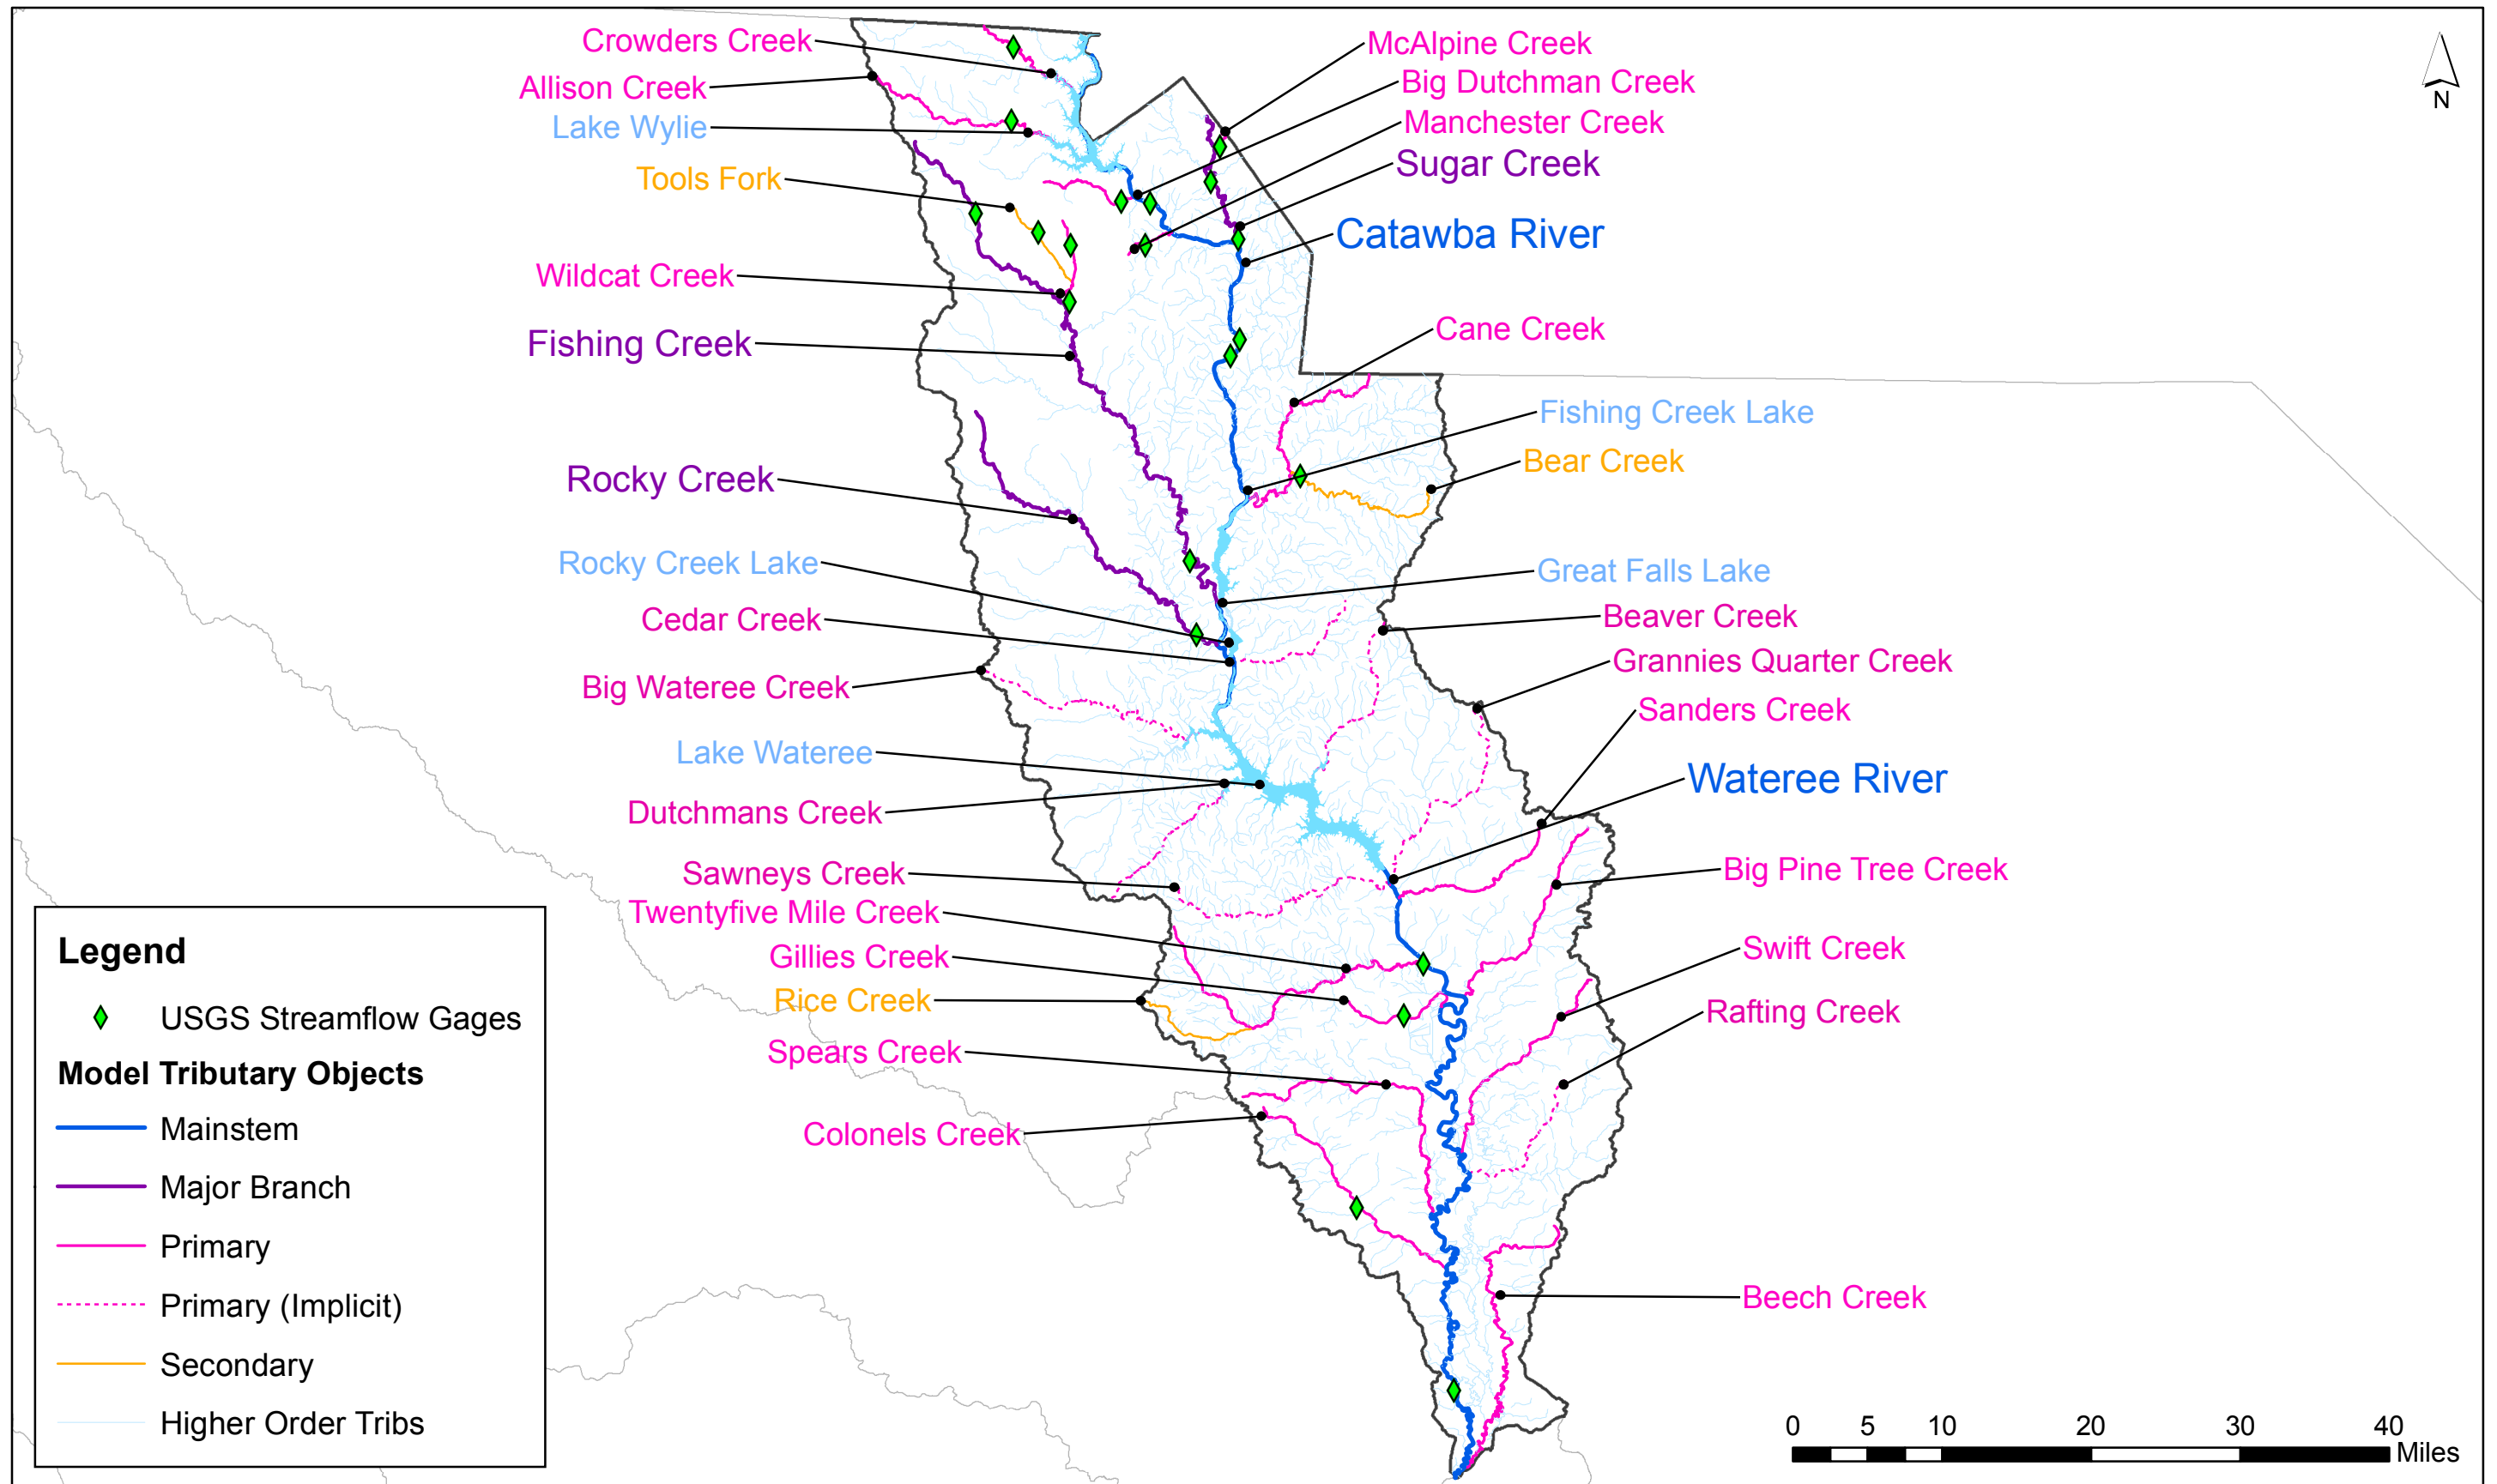 Crowders Creek
Allison Creek
Lake Wylie
Tools Fork
Wildcat Creek
Fishing Creek
Rocky Creek
Rocky Creek Lake
Cedar Creek
Big Wateree Creek
Lake Wateree
Dutchmans Creek
Sawneys Creek
Twentyfive Mile Creek
Gillies Creek
Rice Creek
Spears Creek
Colonels Creek
McAlpine Creek
Big Dutchman Creek
Manchester Creek
Sugar Creek
Catawba River
Cane Creek
Fishing Creek Lake
Bear Creek
Great Falls Lake
Beaver Creek
Grannies Quarter Creek
Sanders Creek
Wateree River
Big Pine Tree Creek
Swift Creek
Rafting Creek
Beech Creek
N
Legend
USGS Streamflow Gages
Model Tributary Objects
Mainstem
Major Branch
Primary
Primary (Implicit)
Secondary
Higher Order Tribs
0 5 10 20 30 40
Miles